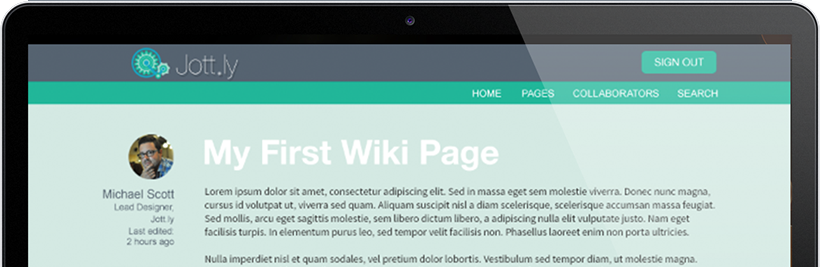 Jott.ly
SIGN OUT
HOME PAGES COLLABORATORS SEARCH
My First Wiki Page
Michael Scott
Lead Designer,
Jott.ly
Last edited:
2 hours ago
Lorem ipsum dolor sit amet, consectetur adipiscing elit. Sed in massa eget sem molestie viverra. Donec nunc magna,
cursus id volutpat ut, viverra sed quam. Aliquam suscipit nisl a diam scelerisque, scelerisque accumsan massa feugiat.
Sed mollis, arcu eget sagittis molestie, sem libero dictum libero, a adipiscing nulla elit vulputate justo. Nam eget
facilisis turpis. In elementum purus leo, sed tempor velit facilisis non. Phasellus laoreet enim non porta ultricies.
Nulla imperdiet nisl et quam sodales, vel pretium dolor lobortis. Vestibulum sed tempor diam, ut molestie magna.